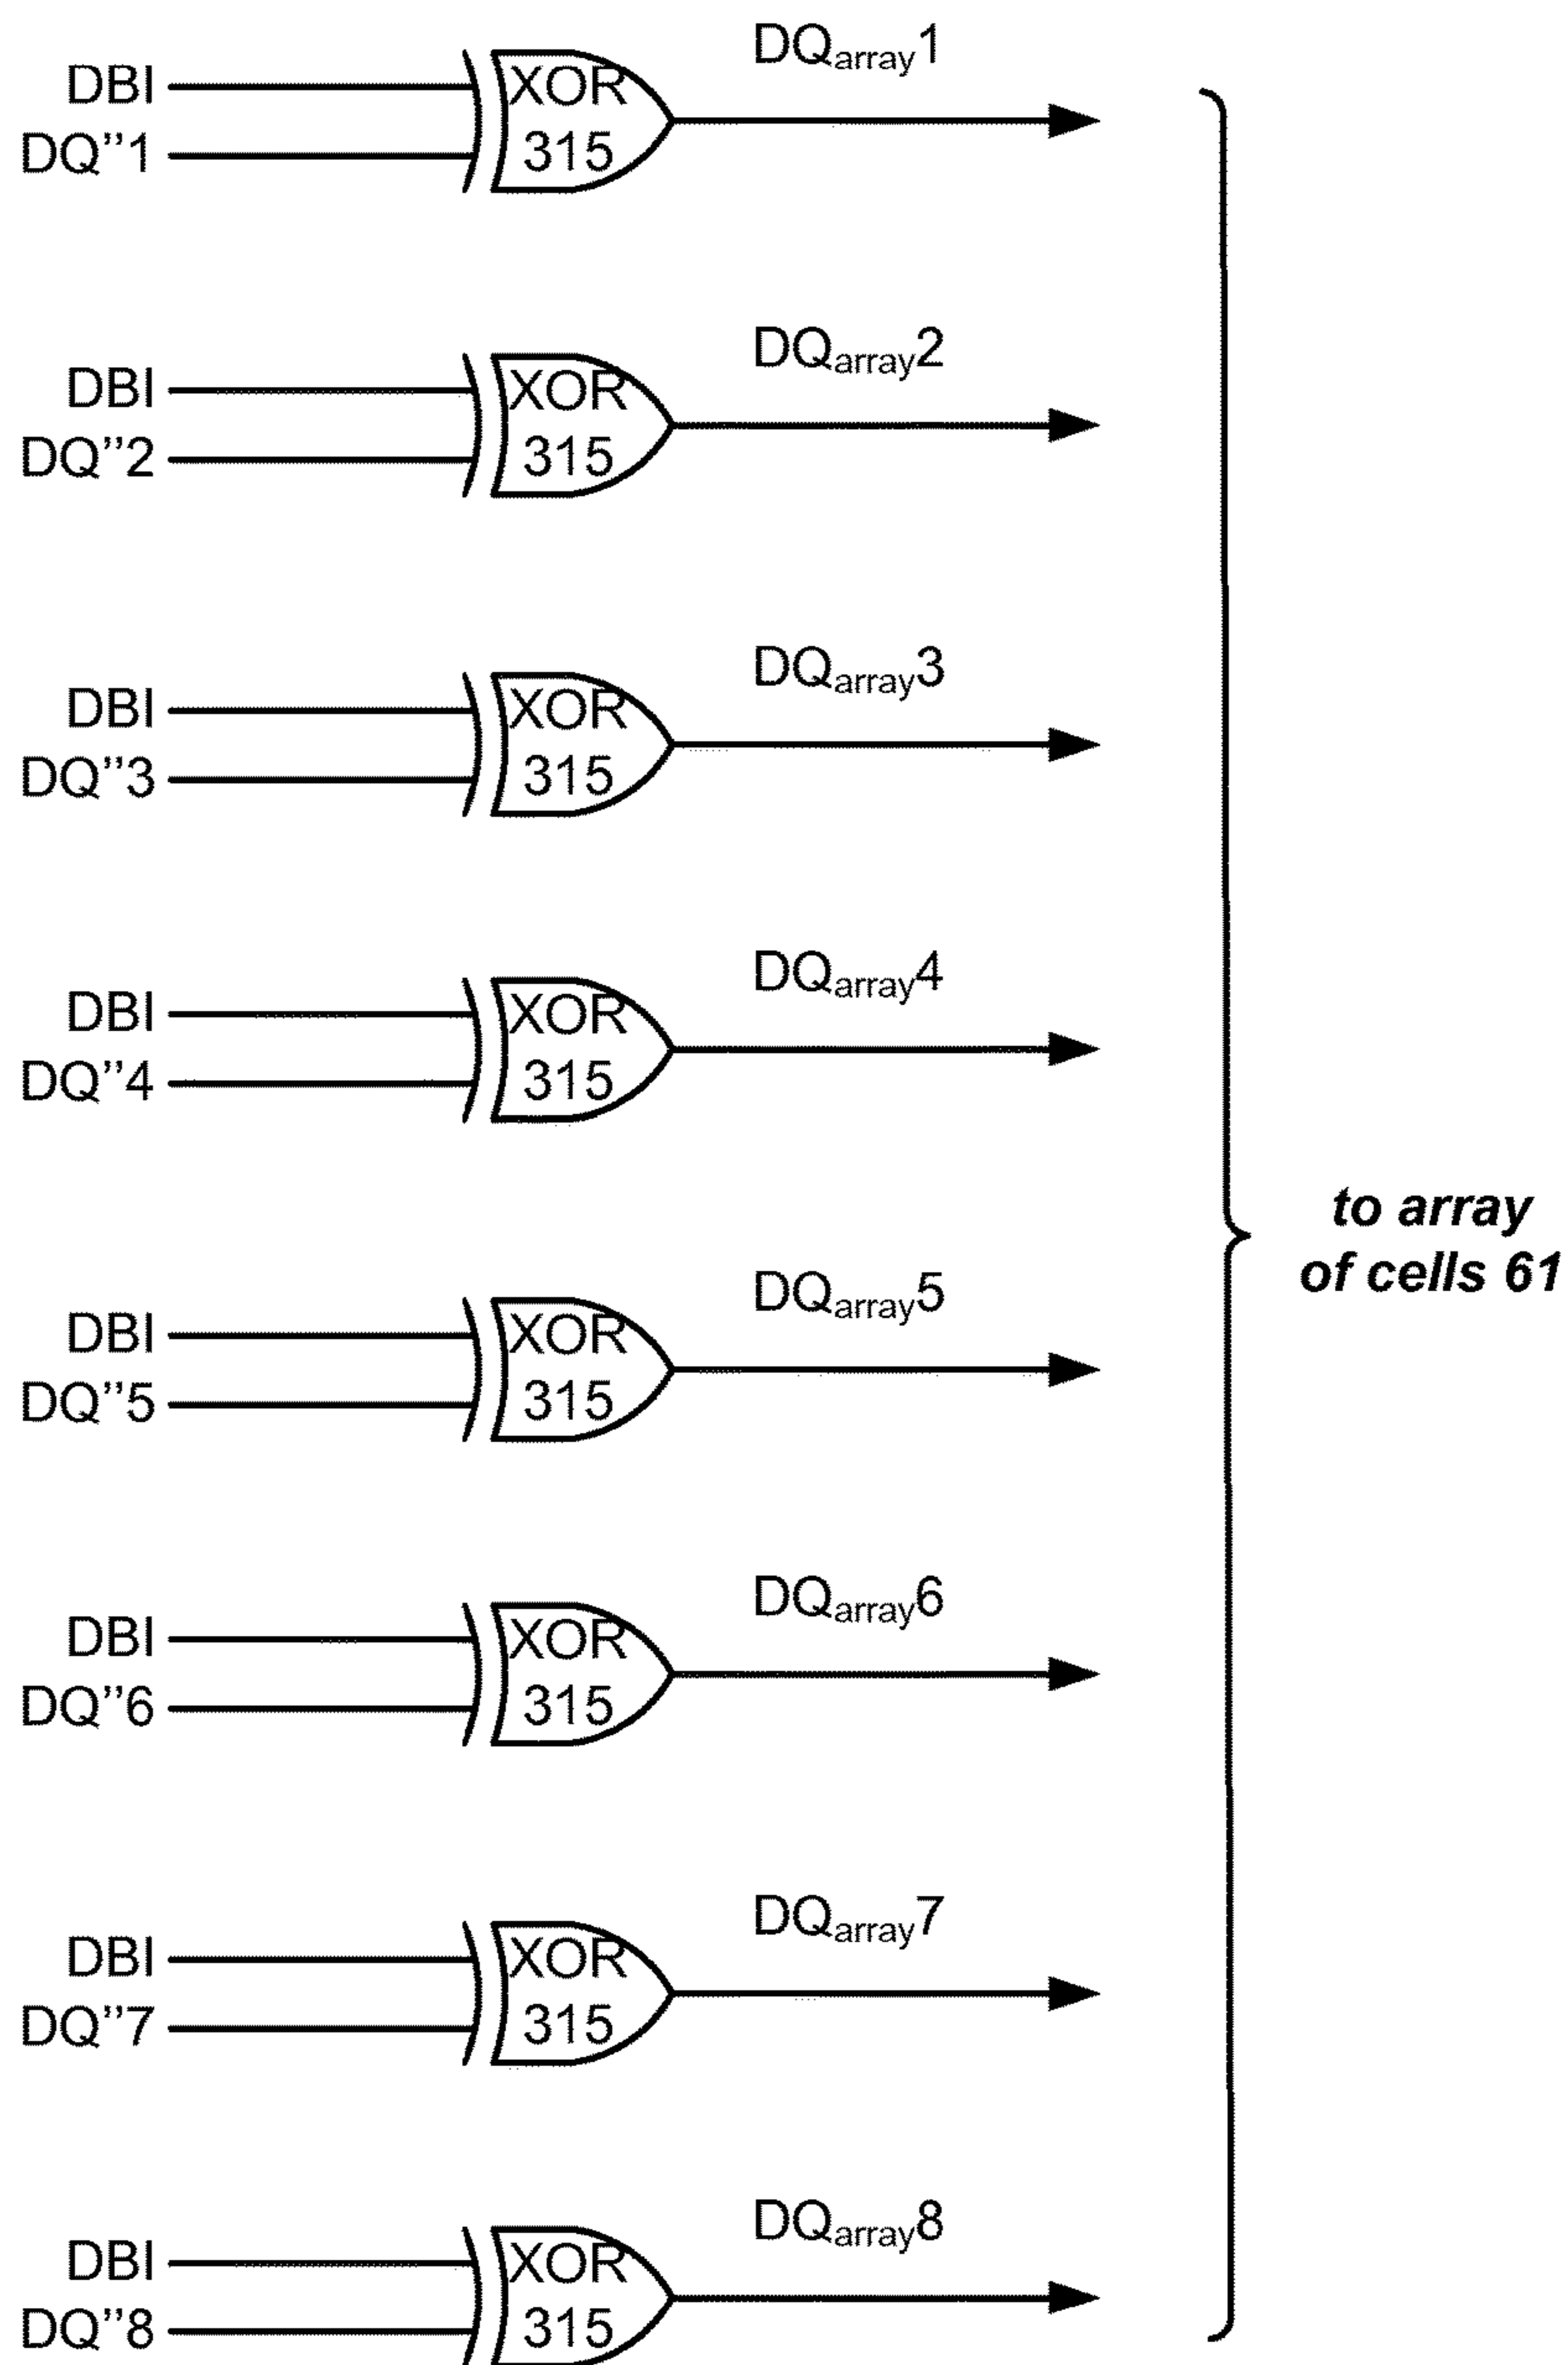 DQarray1
DBI
XOR
DQ”1
315
DQarray2
DBI
XOR
DQ”2
315
DQarray3
DBI
XOR
DQ”3
315
DQarray4
DBI
XOR
DQ”4
315
to array
of cells 61
DQarray5
DBI
XOR
DQ”5
315
DQarray6
DBI
XOR
DQ”6
315
DQarray7
DBI
XOR
DQ”7
315
DQarray8
DBI
XOR
DQ”8
315